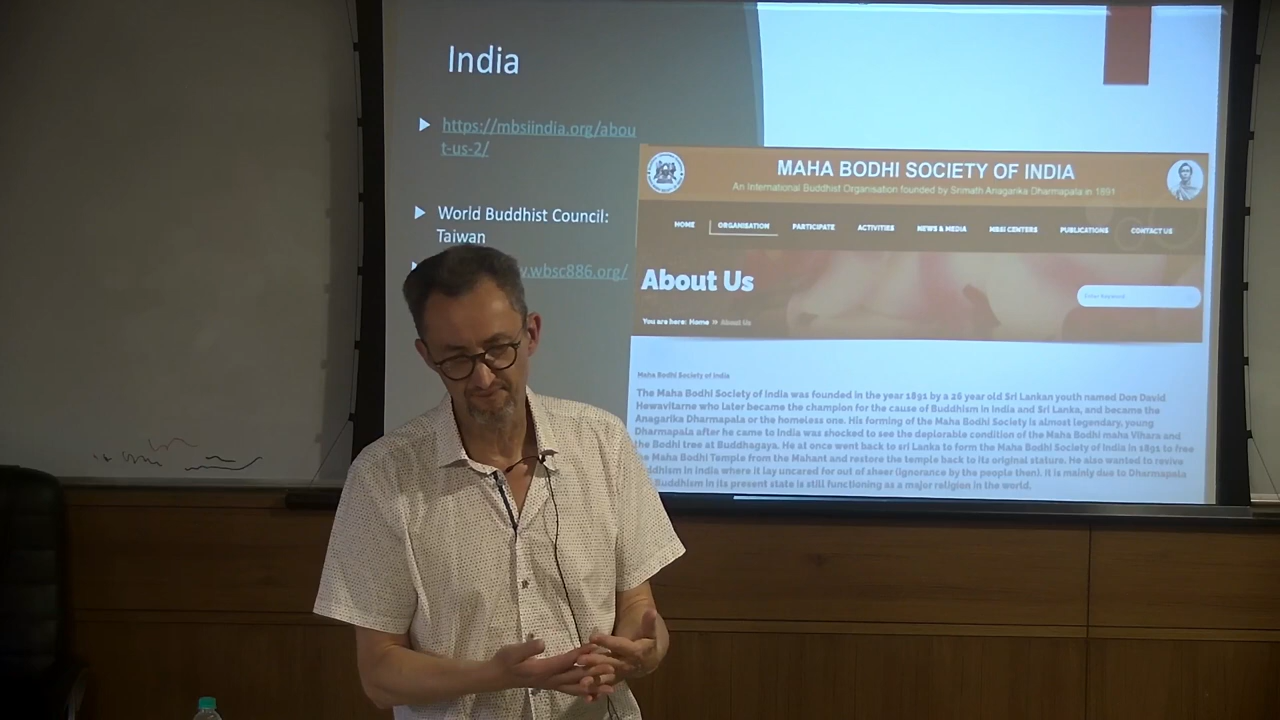 India
https://mbsiindia.org/abou
t-us-2/
World Buddhist Council:
Taiwan
.wbsc886.org/
MAHA BODHI SOCIETY OF INDIA
An International Buddhist Organisation founded by Srimath Anagarika Dharmapala in 1891
HOME ORGANISATION PARTICIPATE ACTIVITIES NEWS & MEDIA MBSI CENTERS PUBLICATIONS CONTACT US
About Us
Enter Keyword
You are here: Home » About Us
Maha Bodhi Society of India
The Maha Bodhi Society of India was founded in the year 1891 by a 26 year old Sri Lankan youth named Don David
Hewavitarne who later became the champion for the cause of Buddhism in India and Sri Lanka, and became the
Anagarika Dharmapala or the homeless one. His forming of the Maha Bodhi Society is almost legendary, young
Dharmapala after he came to India was shocked to see the deplorable condition of the Maha Bodhi maha Vihara and
the Bodhi tree at Buddhagaya. He at once went back to sri Lanka to form the Maha Bodhi Society of India in 1891 to free
he Maha Bodhi Temple from the Mahant and restore the temple back to its original stature. He also wanted to revive
ddhism in india where it lay uncared for out of sheer (ignorance by the people then). It is mainly due to Dharmapala
Buddhism in its present state is still functioning as a major religion in the world.